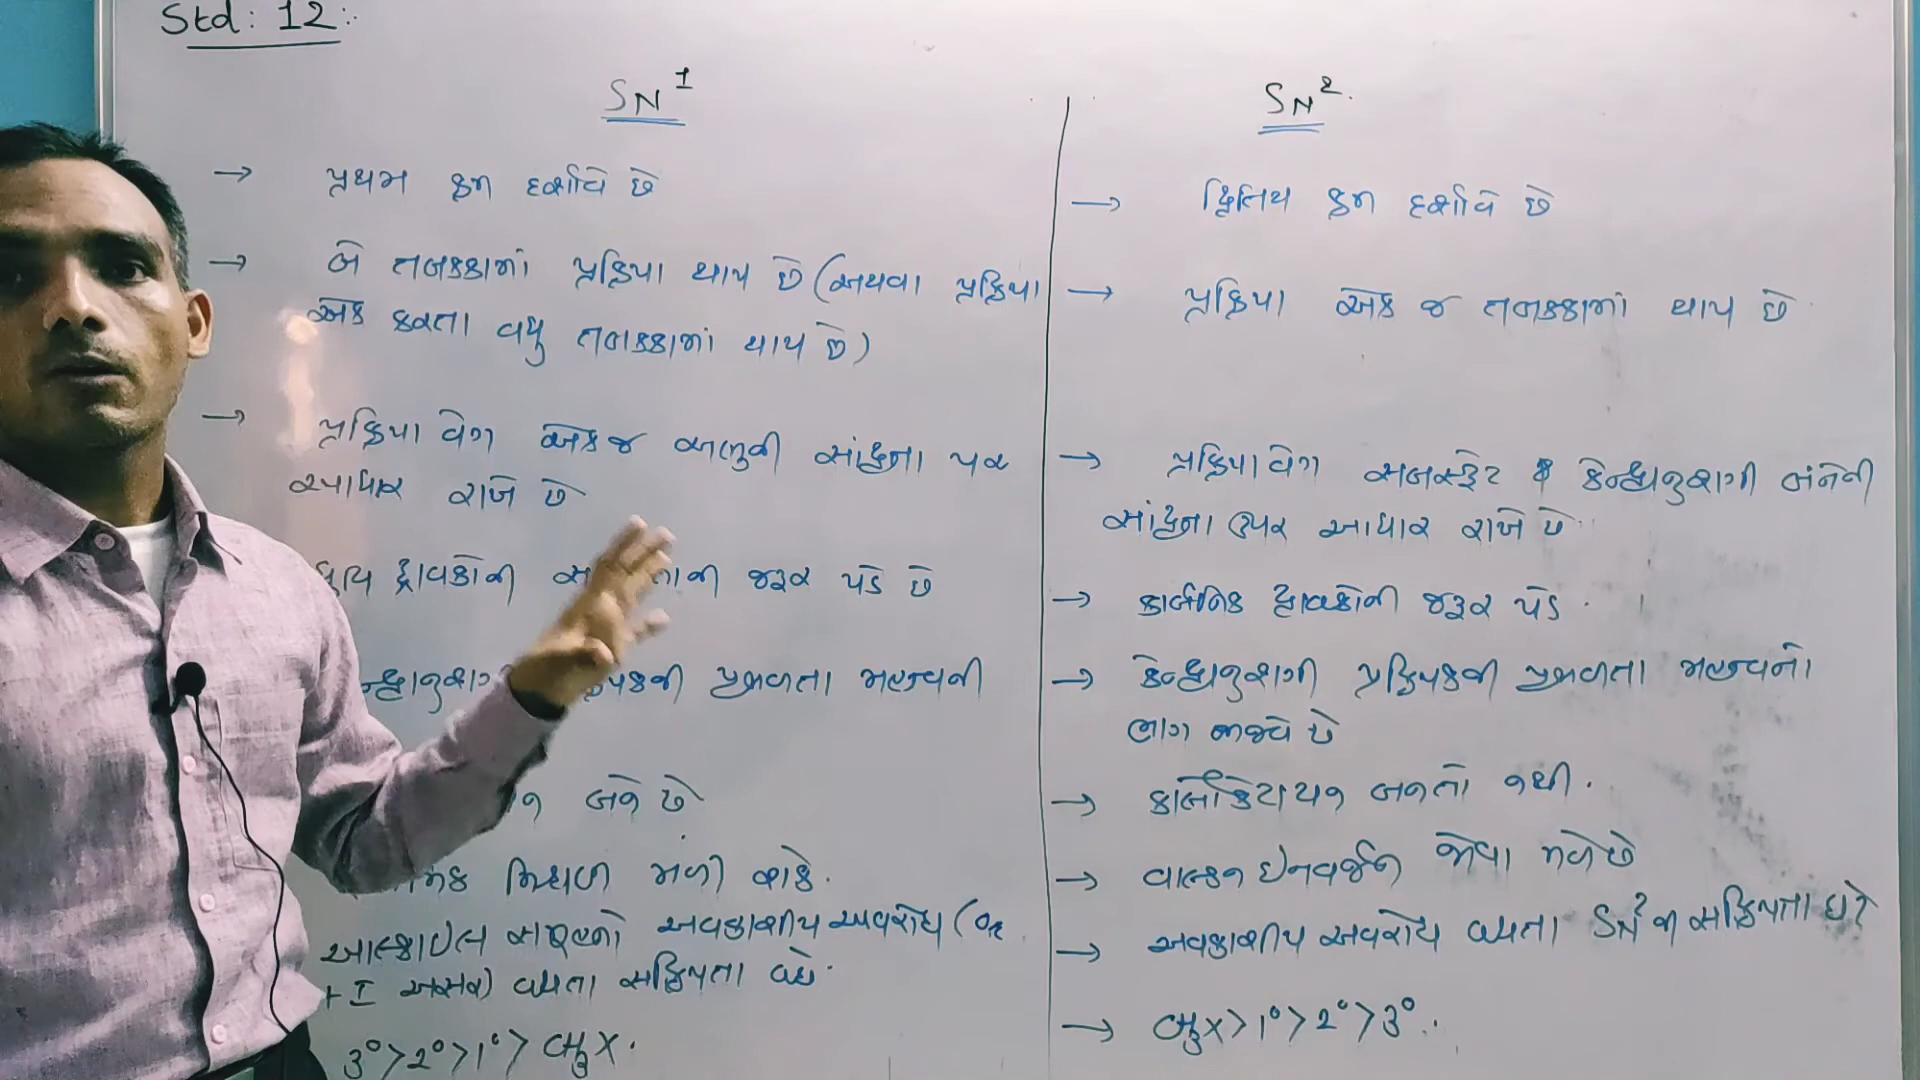 Std: 12:
SN¹
→ પ્રથમ ક્રમ દર્શાવે છે
→ બે તબક્કામાં પ્રક્રિયા થાય છે (અથવા પ્રક્રિયા
એક કરતા વધુ તબક્કામાં થાય છે)
→ પ્રક્રિયા વેગ એક જ અણુની સાંદ્રતા પર
આધાર રાખે છે
દ્રાવકોની જરૂર પડે છે
પ્રબળતા મહત્વની
બને છે
મિશ્રણ મળી શકે.
આલ્કાઈલ સમૂહનો અવકાશીય અવરોધ (
+I અસર) વધતા સક્રિયતા વધે.
3°>2°>1°> CH₃X.
SN².
→ દ્વિતિય ક્રમ દર્શાવે છે
→ પ્રક્રિયા એક જ તબક્કામાં થાય છે.
→ પ્રક્રિયા વેગ સબસ્ટ્રેટ કેન્દ્રાનુરાગી બંનેની
સાંદ્રતા ઉપર આધાર રાખે છે.
→ કાર્બનિક દ્રાવકોની જરૂર પડે.
→ કેન્દ્રાનુરાગી પ્રક્રિયકની પ્રબળતા મહત્વનો
ભાગ ભજવે છે
→ કાર્બોકેટાયન બનતો નથી.
→ વાલ્ડન ઈનવર્ઝન જોવા મળે છે
→ અવકાશીય અવરોધ વધતા SN² ની સક્રિયતા ઘટે
→ CH₃X>1°>2°>3°.